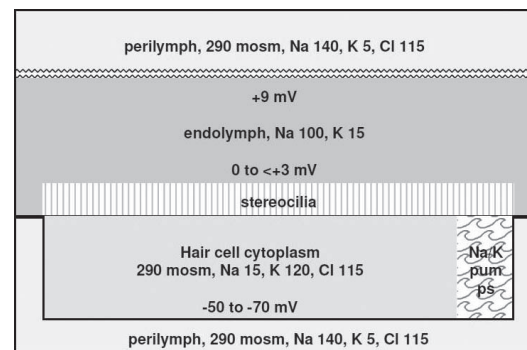 perilymph, 290 mosm, Na 140, K 5, Cl 115
+9 mV
endolymph, Na 100, K 15
0 to <+3 mV
stereocilia
Hair cell cytoplasm
290 mosm, Na 15, K 120, Cl 115
-50 to -70 mV
Na/K
pum
ps
perilymph, 290 mosm, Na 140, K 5, Cl 115